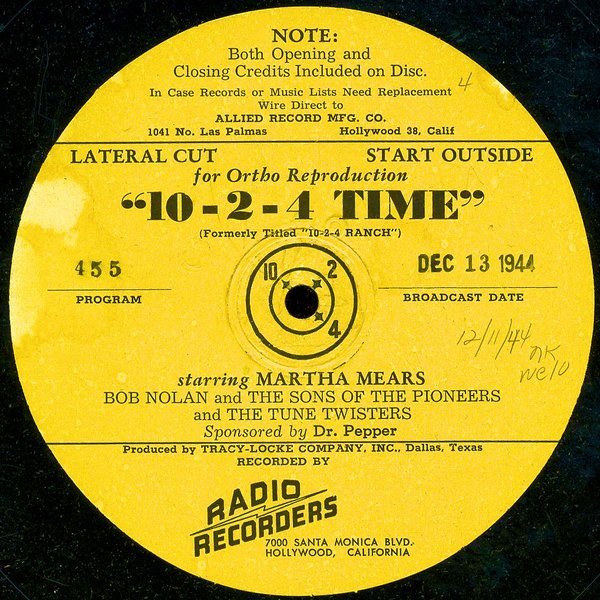 NOTE:
Both Opening and
Closing Credits Included on Disc.
In Case Records or Music Lists Need Replacement
4
Wire Direct to
ALLIED RECORD MFG. CO.
1041 No. Las Palmas Hollywood 38, Calif
LATERAL CUT START OUTSIDE
for Ortho Reproduction
"10-2-4 TIME"
(Formerly Titled "10-2-4 RANCH")
455 DEC 13 1944
PROGRAM BROADCAST DATE
10 2
4
12/11/44
starring MARTHA MEARS
BOB NOLAN and THE SONS OF THE PIONEERS
and THE TUNE TWISTERS
Sponsored by Dr. Pepper
Produced by TRACY-LOCKE COMPANY, INC., Dallas, Texas
RECORDED BY
RADIO
RECORDERS
7000 SANTA MONICA BLVD.
HOLLYWOOD, CALIFORNIA